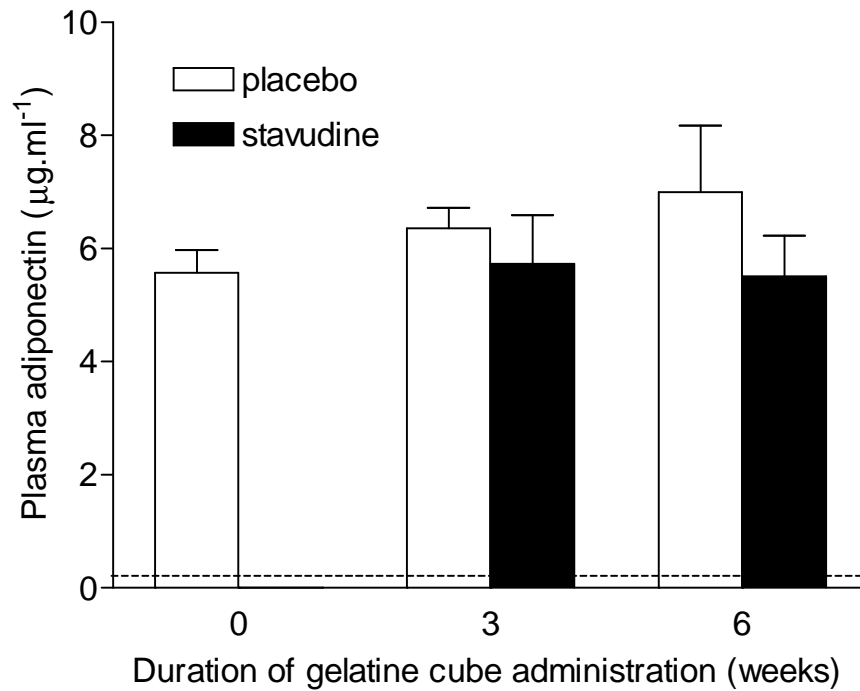 10
8
6
4
2
0
Plasma adiponectin (μg.ml⁻¹)
placebo
stavudine
0 3 6
Duration of gelatine cube administration (weeks)